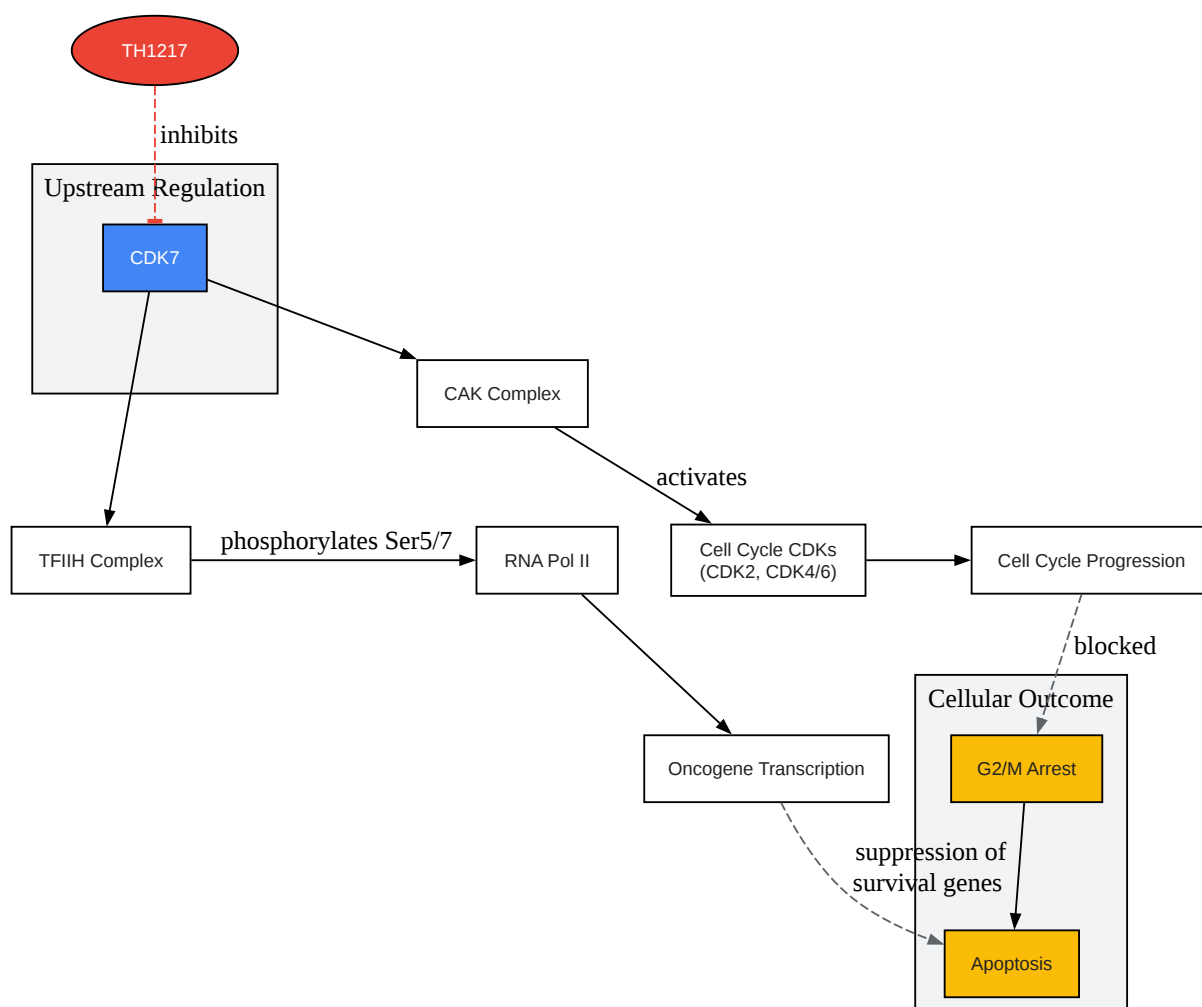 TH1217
inhibits
Upstream Regulation
CDK7
CAK Complex
activates
TFIIH Complex
phosphorylates Ser5/7
RNA Pol II
Cell Cycle CDKs
(CDK2, CDK4/6)
Cell Cycle Progression
blocked
Cellular Outcome
Oncogene Transcription
G2/M Arrest
suppression of
survival genes
Apoptosis